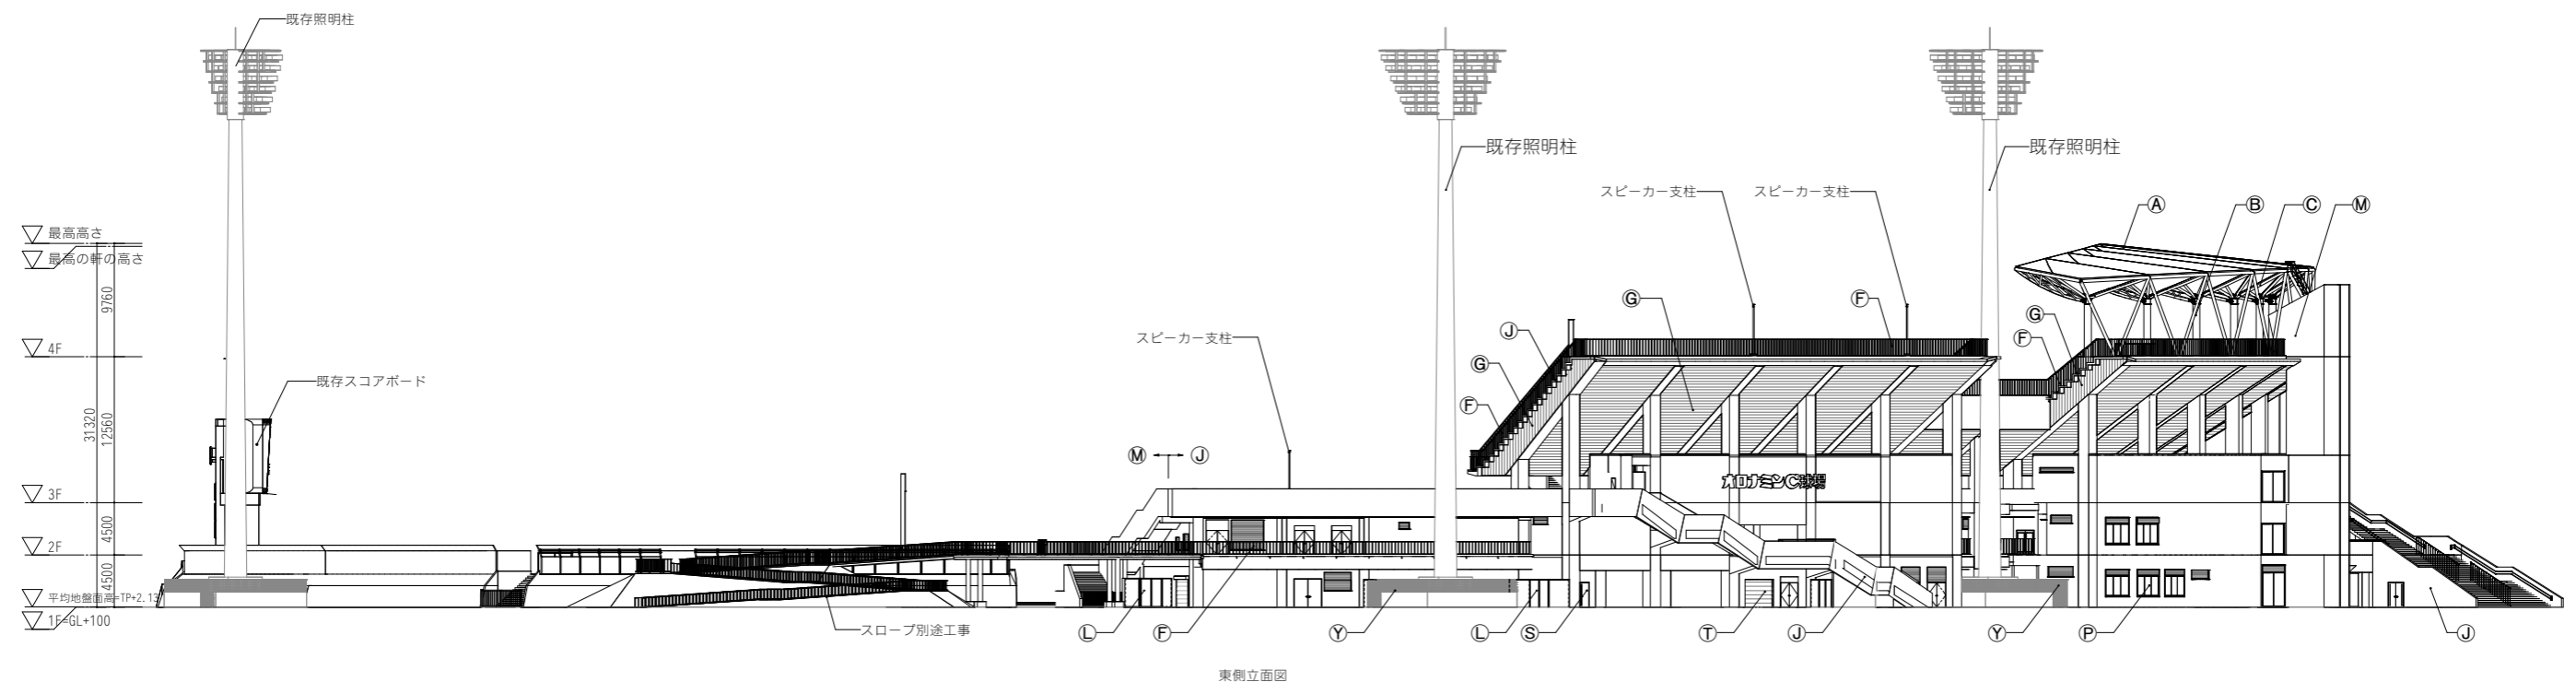 既存照明柱
既存照明柱
既存照明柱
スピーカー支柱
スピーカー支柱
Ⓐ
Ⓑ
Ⓒ
Ⓜ
最高高さ
最高の軒の高さ
9760
Ⓖ
Ⓕ
Ⓖ
Ⓙ
Ⓕ
スピーカー支柱
4F
Ⓖ
既存スコアボード
Ⓕ
31320
12560
Ⓜ
Ⓙ
オロナミンC球場
3F
4500
2F
4500
平均地盤面高=TP+2.13
1F=GL+100
スロープ別途工事
Ⓛ
Ⓕ
Ⓨ
Ⓛ
Ⓢ
Ⓣ
Ⓙ
Ⓨ
Ⓟ
Ⓙ
東側立面図